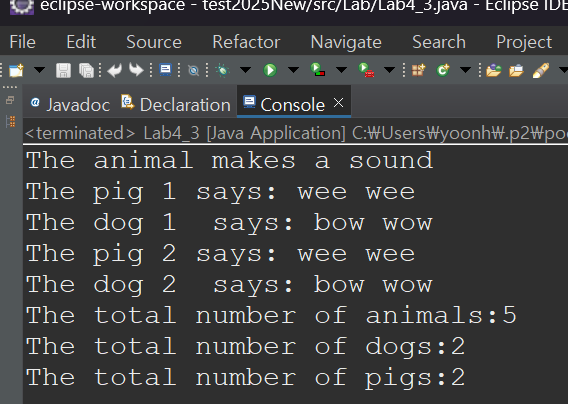 eclipse-workspace - test2025New/src/Lab/Lab4_3.java - Eclipse IDE
File Edit Source Refactor Navigate Search Project
@ Javadoc Declaration Console
<terminated> Lab4_3 [Java Application] C:₩Users₩yoonh₩.p2₩poo
The animal makes a sound
The pig 1 says: wee wee
The dog 1  says: bow wow
The pig 2 says: wee wee
The dog 2  says: bow wow
The total number of animals:5
The total number of dogs:2
The total number of pigs:2